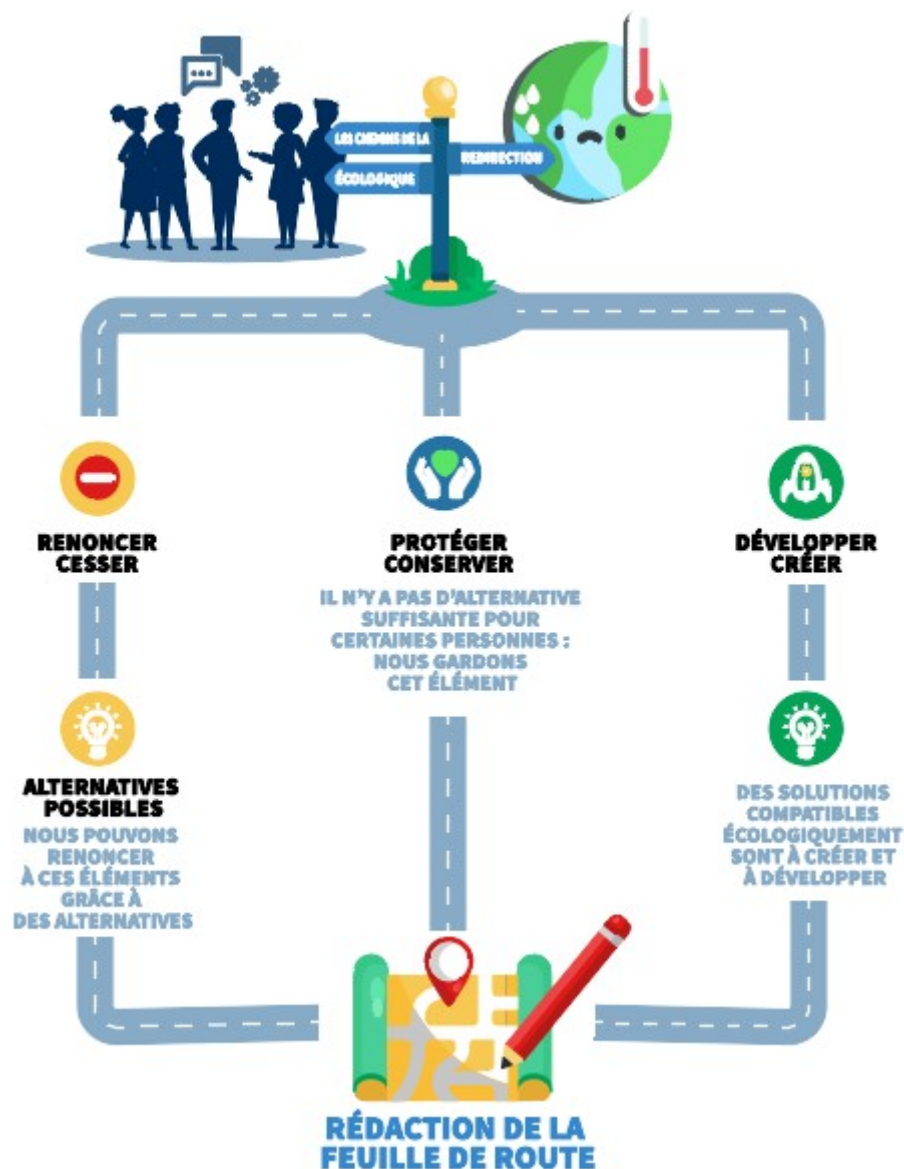 LES CHEMINS DE LA
REDIRECTION
ÉCOLOGIQUE
RENONCER
CESSER
PROTÉGER
CONSERVER
IL N'Y A PAS D'ALTERNATIVE
SUFFISANTE POUR
CERTAINES PERSONNES :
NOUS GARDONS
CET ÉLÉMENT
DÉVELOPPER
CRÉER
ALTERNATIVES
POSSIBLES
NOUS POUVONS
RENONCER
À CES ÉLÉMENTS
GRÂCE À
DES ALTERNATIVES
DES SOLUTIONS
COMPATIBLES
ÉCOLOGIQUEMENT
SONT À CRÉER ET
À DÉVELOPPER
RÉDACTION DE LA
FEUILLE DE ROUTE